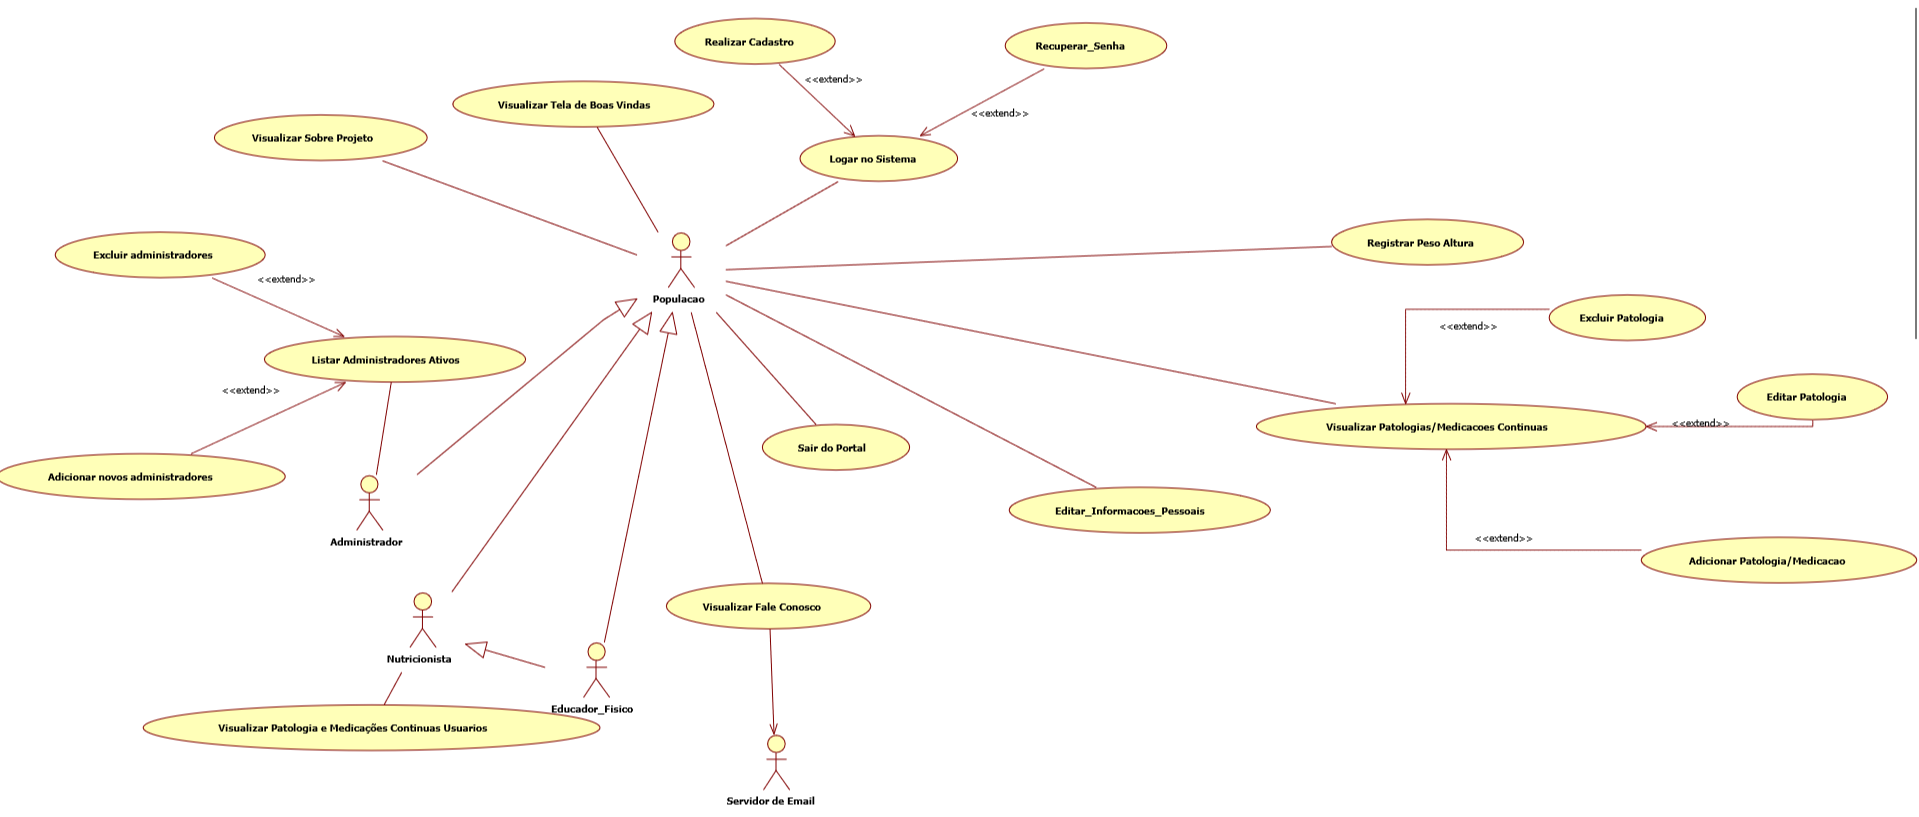 Realizar Cadastro
Recuperar_Senha
<<extend>>
Visualizar Tela de Boas Vindas
<<extend>>
Visualizar Sobre Projeto
Logar no Sistema
Registrar Peso Altura
Excluir administradores
<<extend>>
Populacao
Excluir Patologia
<<extend>>
Listar Administradores Ativos
<<extend>>
Editar Patologia
<<extend>>
Visualizar Patologias/Medicacoes Continuas
Sair do Portal
Adicionar novos administradores
Editar_Informacoes_Pessoais
Administrador
<<extend>>
Adicionar Patologia/Medicacao
Visualizar Fale Conosco
Nutricionista
Educador_Fisico
Visualizar Patologia e Medicações Continuas Usuarios
Servidor de Email